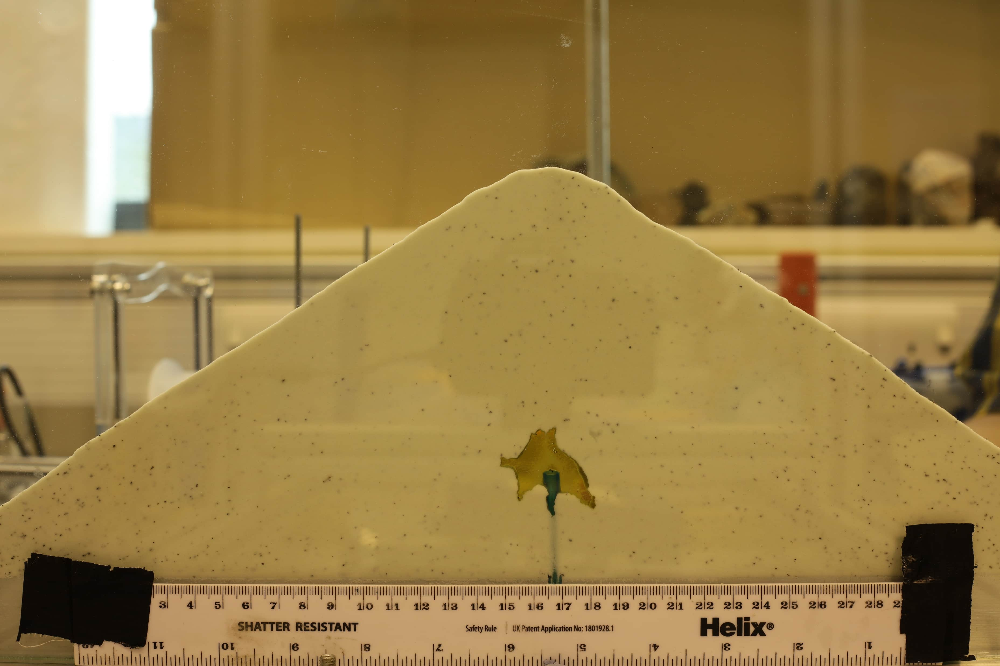 3 4 5 6 7 8 9 10 11 12 13 14 15 16 17 18 19 20 21 22 23 24 25 26 27 28 2
SHATTER RESISTANT Safety Rule UK Patent Application No: 1801928.1 Helix®
12 11 10 9 8 7 6 5 4 3 2 1